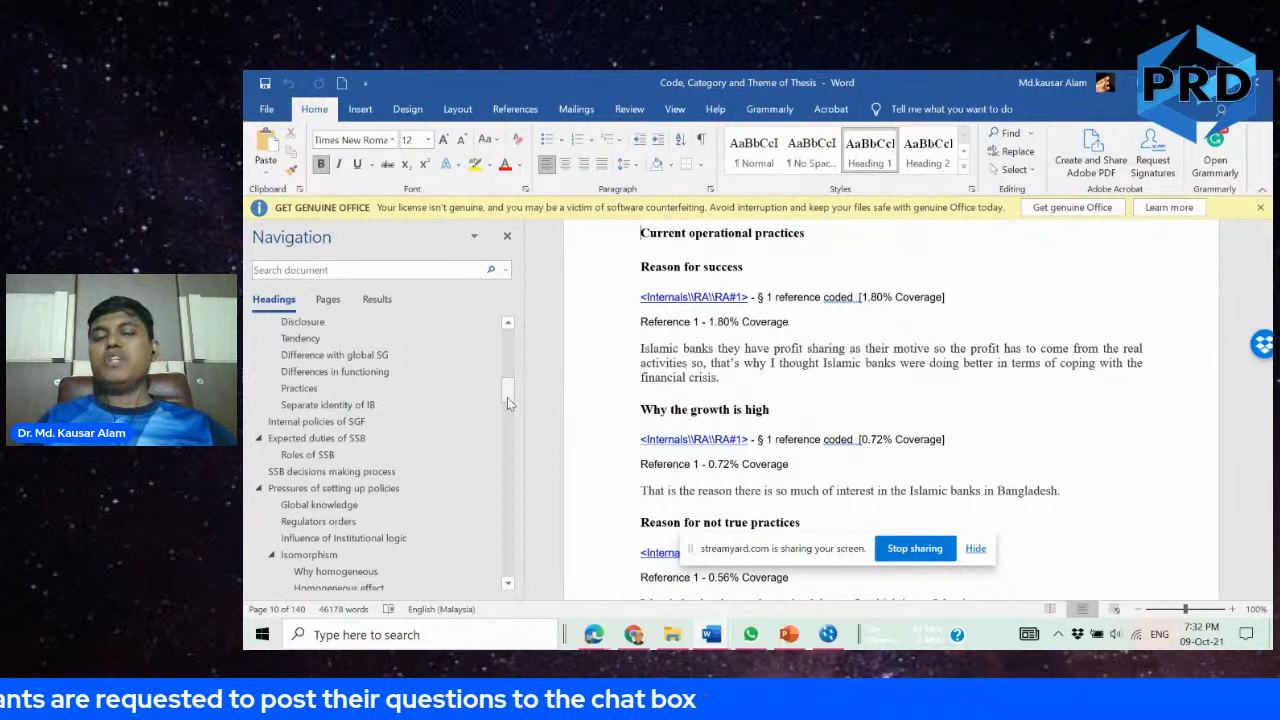 PRD
Code, Category and Theme of Thesis - Word
Md.kausar Alam
File Home Insert Design Layout References Mailings Review View Help Grammarly Acrobat Tell me what you want to do
Paste
Times New Roma 12
B I U abc X2 X2 A A
Aa
AaBbCcI AaBbCcI AaBbCcl AaBbCcl
¶ Normal ¶ No Spac... Heading 1 Heading 2
Find
Replace
Select
Create and Share Adobe PDF
Request Signatures
Open Grammarly
Clipboard Font Paragraph Styles Editing Adobe Acrobat Grammarly
GET GENUINE OFFICE Your license isn't genuine, and you may be a victim of software counterfeiting. Avoid interruption and keep your files safe with genuine Office today. Get genuine Office Learn more
Navigation
Search document
Headings Pages Results
Disclosure
Tendency
Difference with global SG
Differences in functioning
Practices
Separate identity of IB
Internal policies of SGF
Expected duties of SSB
Roles of SSB
SSB decisions making process
Pressures of setting up policies
Global knowledge
Regulators orders
Influence of Institutional logic
Isomorphism
Why homogeneous
Homogeneous effect
Current operational practices
Reason for success
<Internals\\RA\\RA#1> - § 1 reference coded [1.80% Coverage]
Reference 1 - 1.80% Coverage
Islamic banks they have profit sharing as their motive so the profit has to come from the real
activities so, that's why I thought Islamic banks were doing better in terms of coping with the
financial crisis.
Why the growth is high
<Internals\\RA\\RA#1> - § 1 reference coded [0.72% Coverage]
Reference 1 - 0.72% Coverage
That is the reason there is so much of interest in the Islamic banks in Bangladesh.
Reason for not true practices
<Interna
streamyard.com is sharing your screen. Stop sharing Hide
Reference 1 - 0.56% Coverage
Dr. Md. Kausar Alam
Page 10 of 140 46178 words English (Malaysia) 100%
Type here to search
ENG
7:32 PM
09-Oct-21
ants are requested to post their questions to the chat box